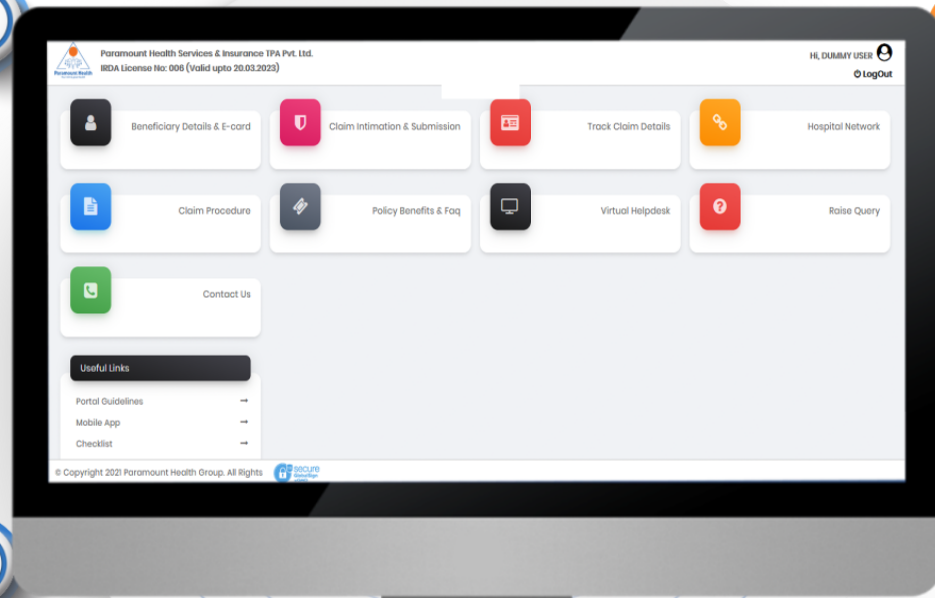 Paramount Health Services & Insurance TPA Pvt. Ltd.
IRDA License No: 006 (Valid upto 20.03.2023)
Paramount Health
Hi, DUMMY USER
LogOut
Beneficiary Details & E-card
Claim Intimation & Submission
Track Claim Details
Hospital Network
Claim Procedure
Policy Benefits & Faq
Virtual Helpdesk
Raise Query
Contact Us
Useful Links
Portal Guidelines
Mobile App
Checklist
© Copyright 2021 Paramount Health Group. All Rights
secure